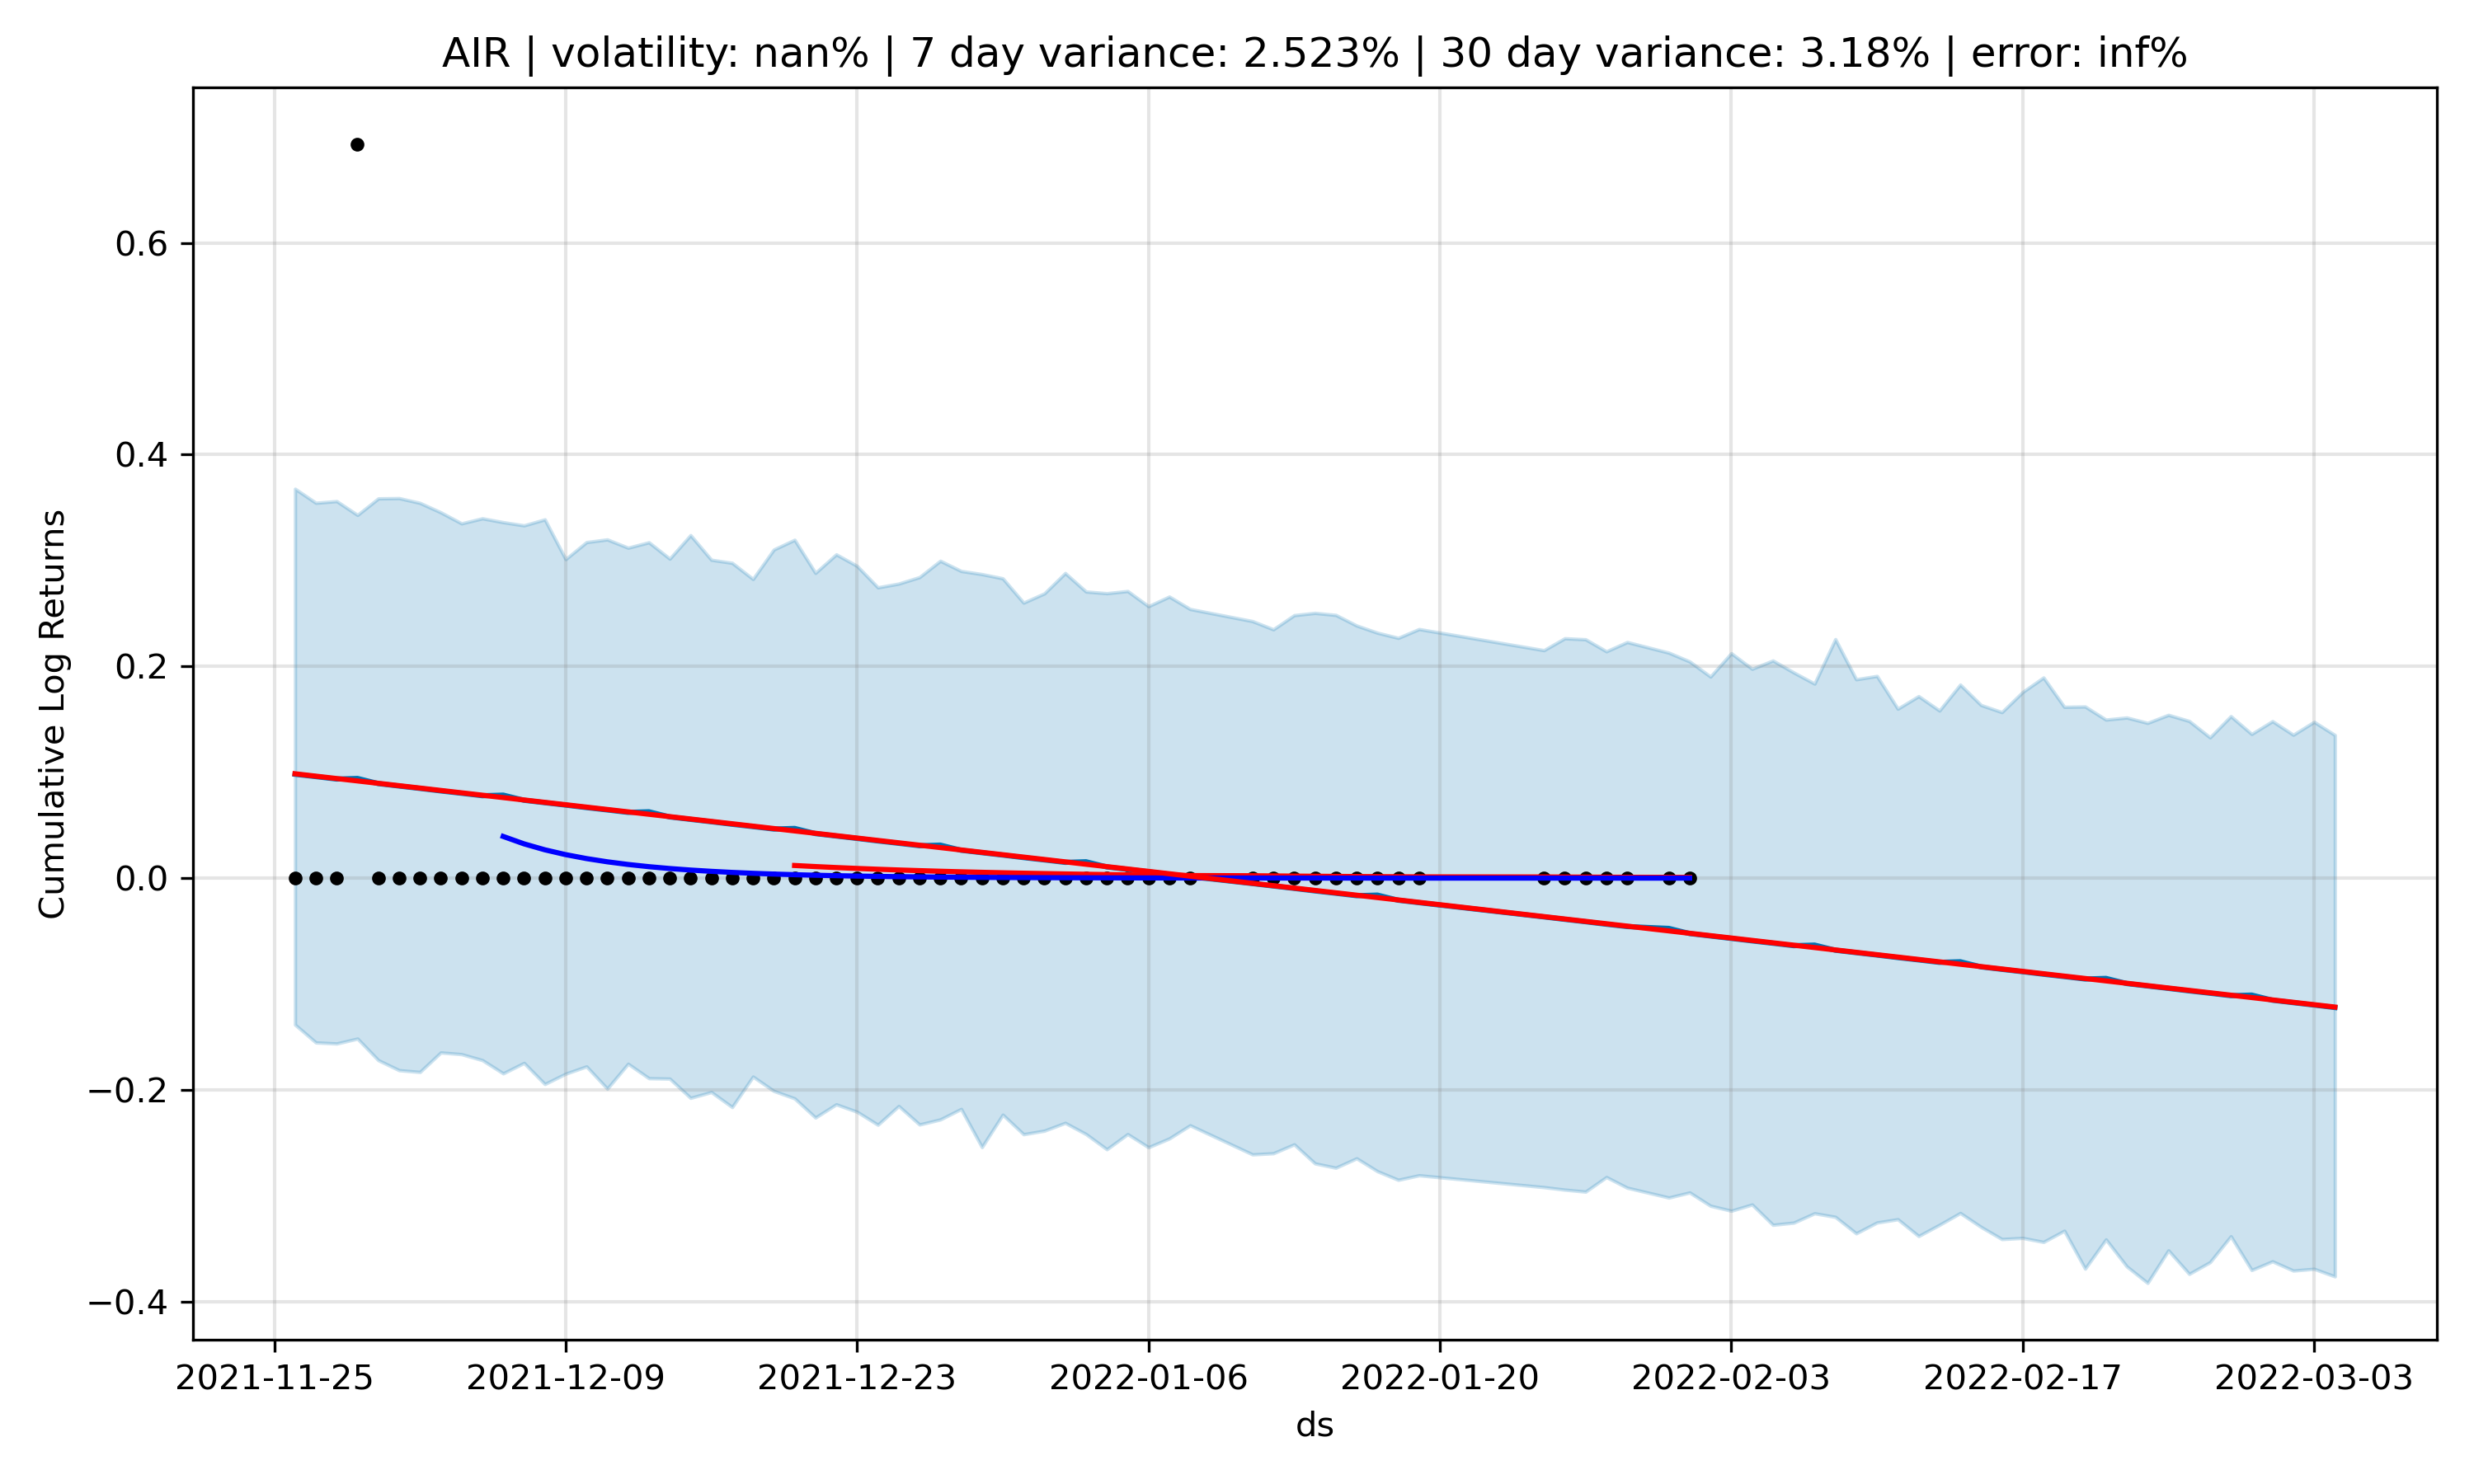 AIR | volatility: nan% | 7 day variance: 2.523% | 30 day variance: 3.18% | error: inf%
Cumulative Log Returns
0.6
0.4
0.2
0.0
−0.2
−0.4
2021-11-25 2021-12-09 2021-12-23 2022-01-06 2022-01-20 2022-02-03 2022-02-17 2022-03-03
ds